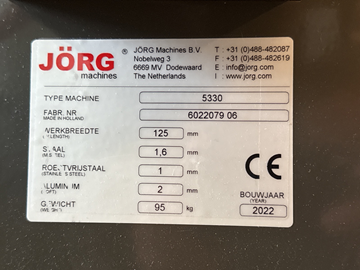 JÖRG ®
machines
JÖRG Machines B.V.
Nobelweg 3
6669 MV Dodewaard
The Netherlands
T : +31 (0)488-482087
F : +31 (0)488-482619
E : info@jorg.com
I : www.jorg.com
TYPE MACHINE 5330
FABR. NR 6022079 06
MADE IN HOLLAND
WERKBREEDTE 125 mm
1,6 mm
ROESTVRIJSTAAL 1 mm
(STAINLESS STEEL)
ALUMINIUM 2 mm
GEWICHT 95 kg
CE
BOUWJAAR
(YEAR)
2022